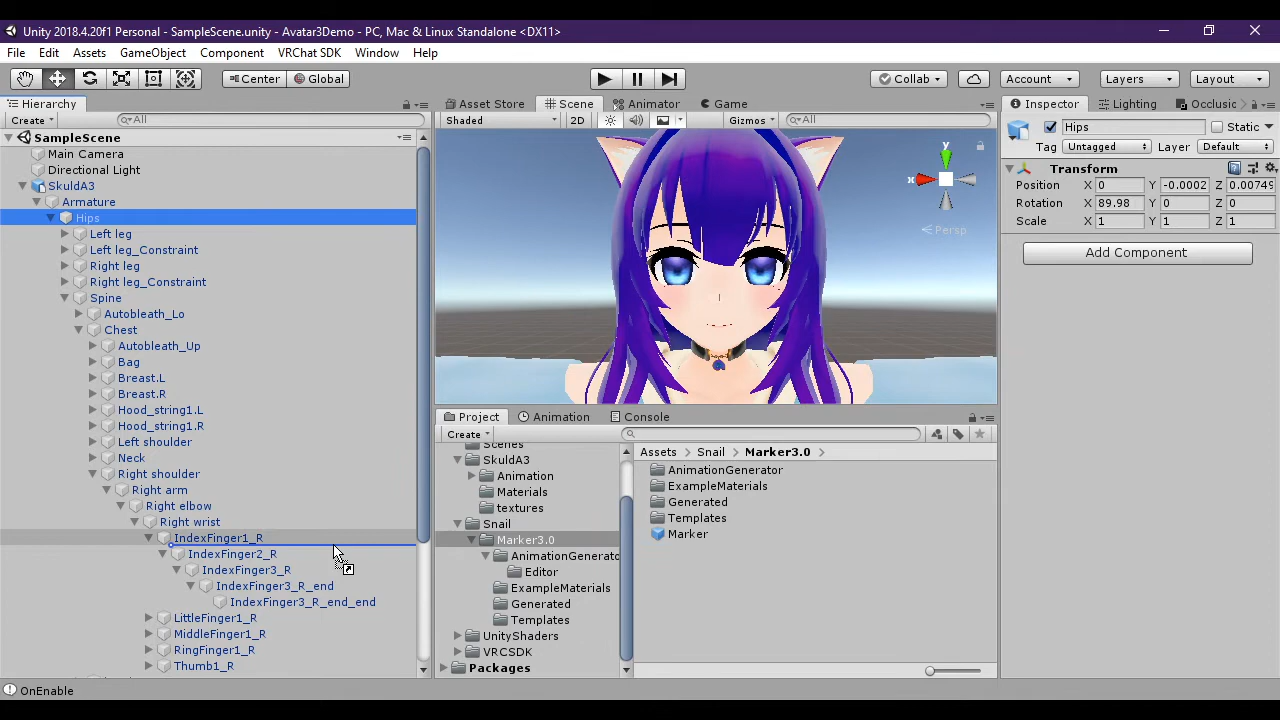 Unity 2018.4.20f1 Personal - SampleScene.unity - Avatar3Demo - PC, Mac & Linux Standalone <DX11>
File Edit Assets GameObject Component VRChat SDK Window Help
Center Global Collab Account Layers Layout
Hierarchy
Create All
SampleScene
Main Camera
Directional Light
SkuldA3
Armature
Hips
Left leg
Left leg_Constraint
Right leg
Right leg_Constraint
Spine
Autobleath_Lo
Chest
Autobleath_Up
Bag
Breast.L
Breast.R
Hood_string1.L
Hood_string1.R
Left shoulder
Neck
Right shoulder
Right arm
Right elbow
Right wrist
IndexFinger1_R
IndexFinger2_R
IndexFinger3_R
IndexFinger3_R_end
IndexFinger3_R_end_end
LittleFinger1_R
MiddleFinger1_R
RingFinger1_R
Thumb1_R
Asset Store Scene Animator Game
Shaded 2D Gizmos All
y
x
Persp
Project Animation Console
Create
Scenes
SkuldA3
Animation
Materials
textures
Snail
Marker3.0
AnimationGenerato
Editor
ExampleMaterials
Generated
Templates
UnityShaders
VRCSDK
Packages
Assets Snail Marker3.0
AnimationGenerator
ExampleMaterials
Generated
Templates
Marker
Inspector Lighting Occlusic
Hips Static
Tag Untagged Layer Default
Transform
Position X 0 Y -0.0002 Z 0.00749
Rotation X 89.98 Y 0 Z 0
Scale X 1 Y 1 Z 1
Add Component
OnEnable